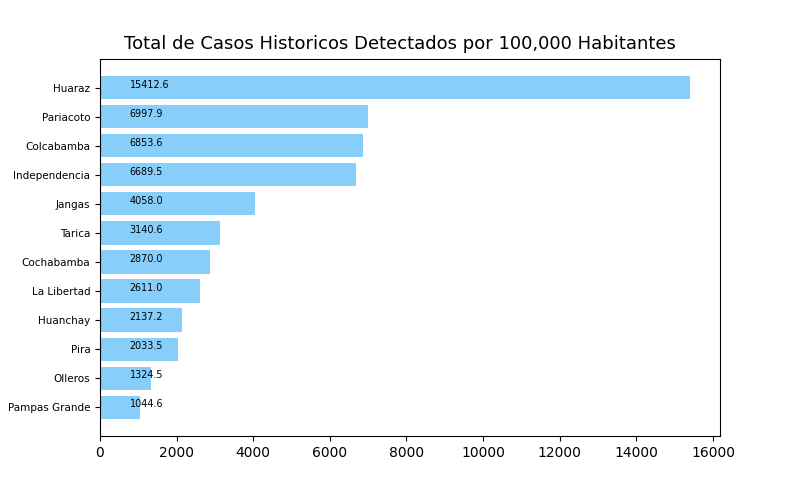 Total de Casos Historicos Detectados por 100,000 Habitantes
Huaraz 15412.6
Pariacoto 6997.9
Colcabamba 6853.6
Independencia 6689.5
Jangas 4058.0
Tarica 3140.6
Cochabamba 2870.0
La Libertad 2611.0
Huanchay 2137.2
Pira 2033.5
Olleros 1324.5
Pampas Grande 1044.6
0 2000 4000 6000 8000 10000 12000 14000 16000